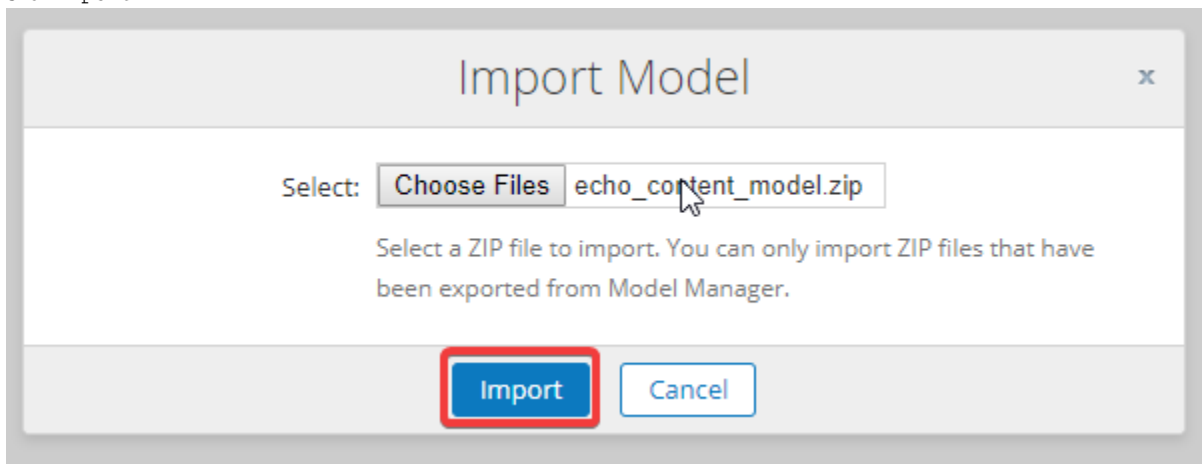 Import Model
x
Select: Choose Files echo_content_model.zip
Select a ZIP file to import. You can only import ZIP files that have
been exported from Model Manager.
Import Cancel